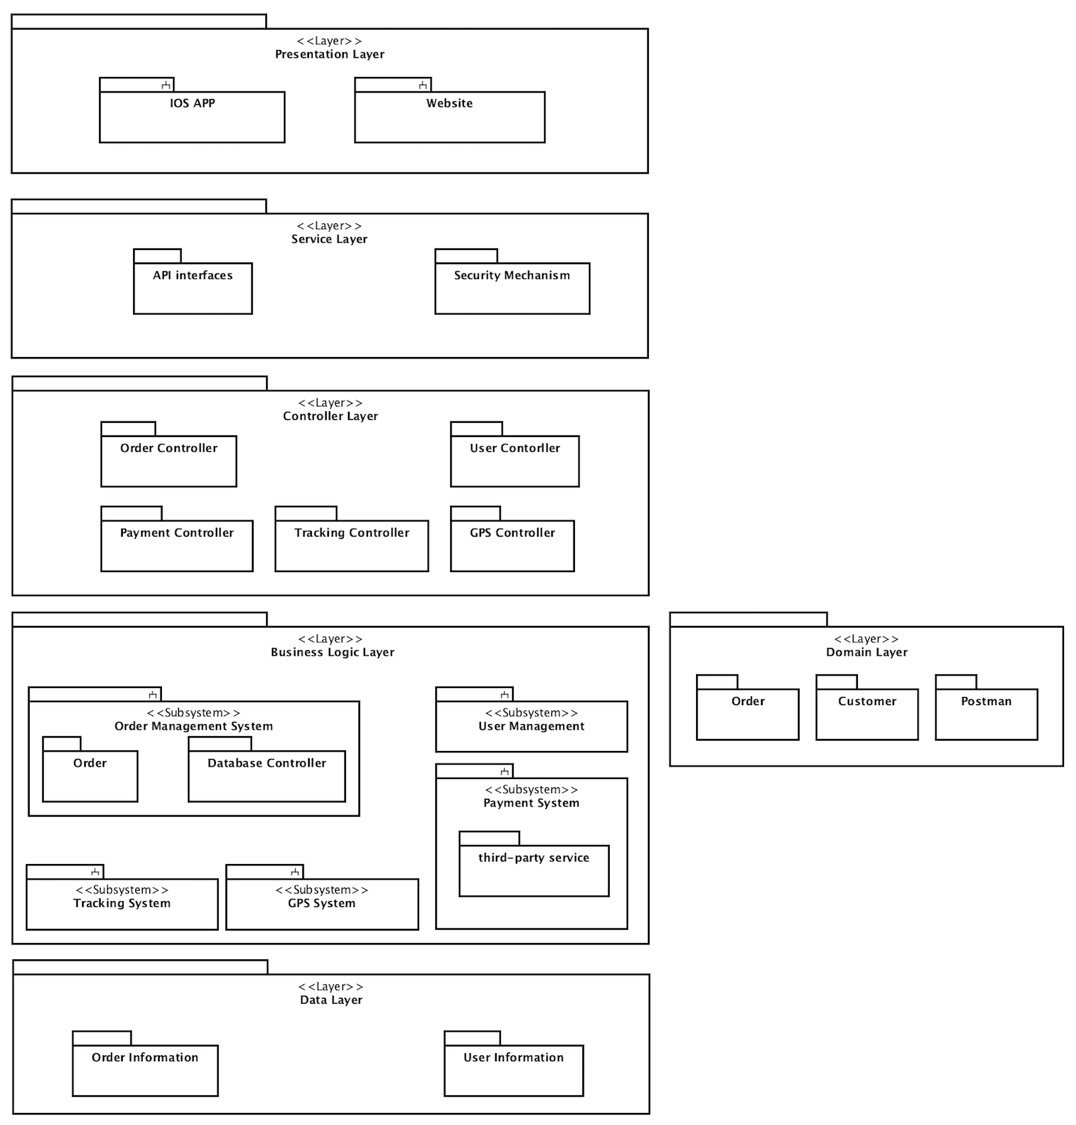 <<Layer>>
Presentation Layer
IOS APP
Website
<<Layer>>
Service Layer
API interfaces
Security Mechanism
<<Layer>>
Controller Layer
Order Controller
User Contorller
Payment Controller
Tracking Controller
GPS Controller
<<Layer>>
Business Logic Layer
<<Subsystem>>
Order Management System
Order
Database Controller
<<Subsystem>>
User Management
<<Subsystem>>
Payment System
third-party service
<<Subsystem>>
Tracking System
<<Subsystem>>
GPS System
<<Layer>>
Domain Layer
Order
Customer
Postman
<<Layer>>
Data Layer
Order Information
User Information